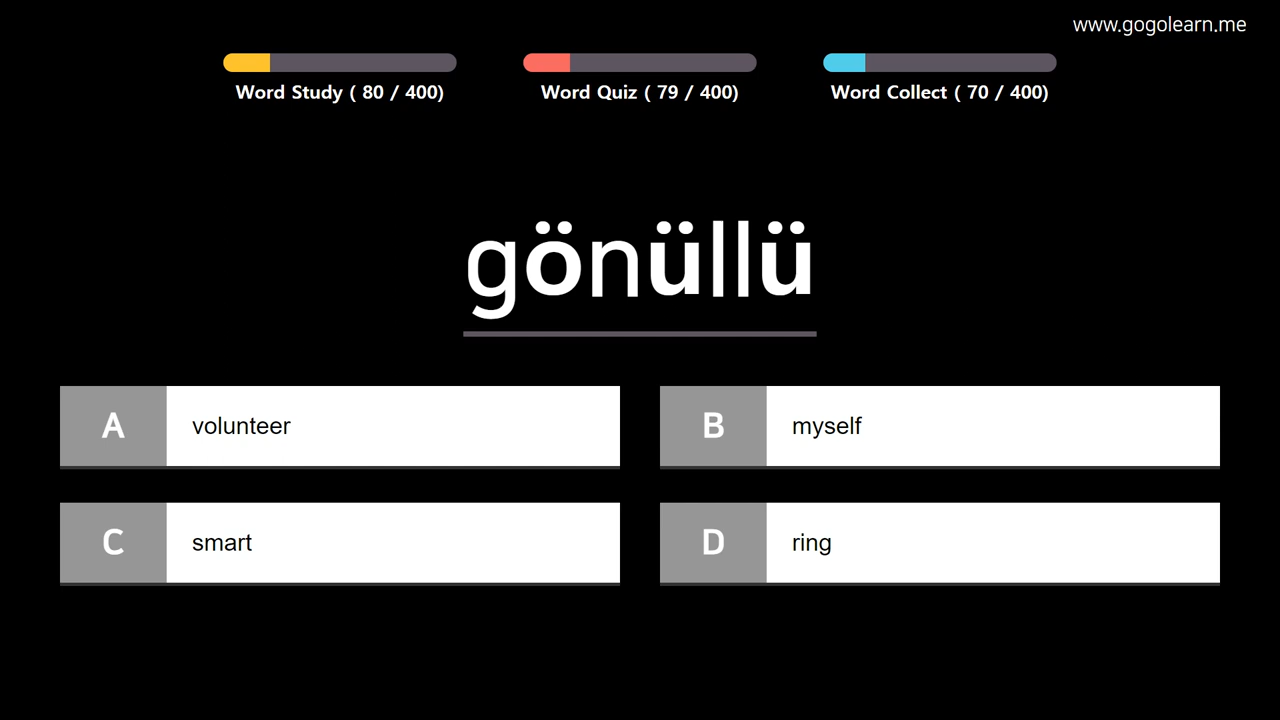 www.gogolearn.me
Word Study ( 80 / 400)
Word Quiz ( 79 / 400)
Word Collect ( 70 / 400)
gönüllü
A volunteer
B myself
C smart
D ring